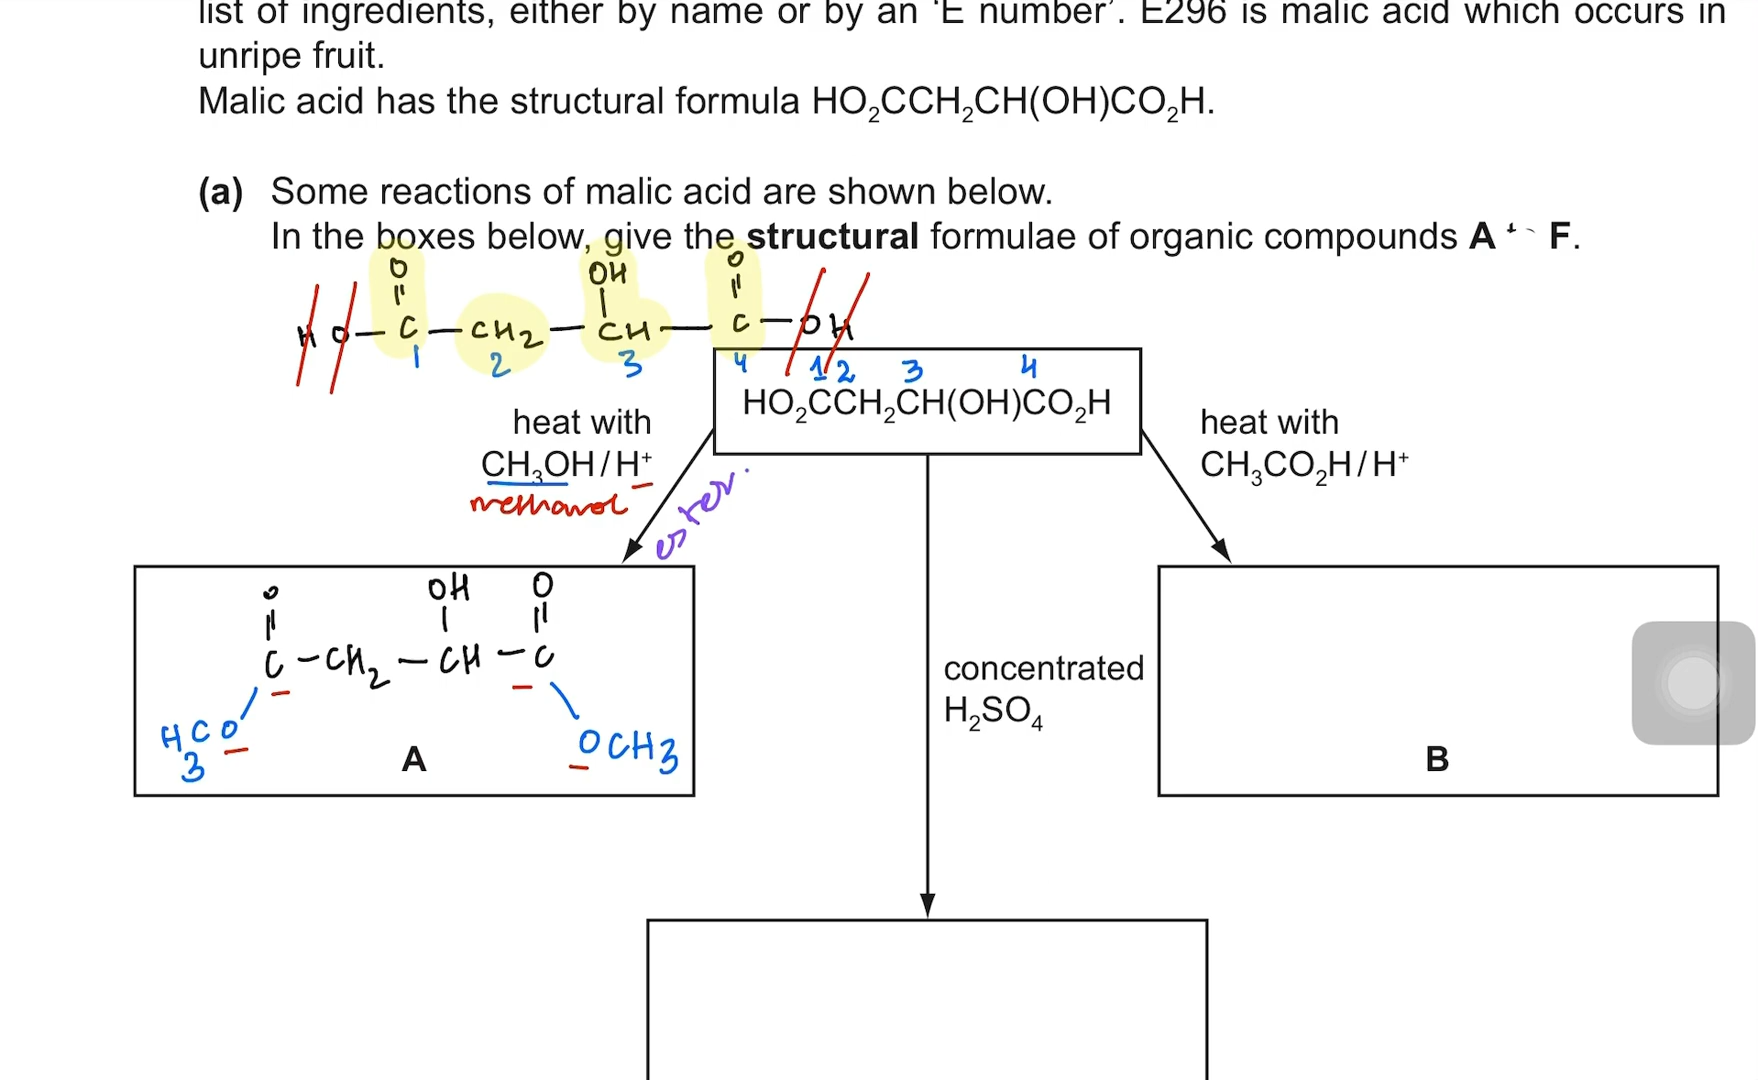 list of ingredients, either by name or by an 'E number'. E296 is malic acid which occurs in
unripe fruit.
Malic acid has the structural formula HO₂CCH₂CH(OH)CO₂H.
(a) Some reactions of malic acid are shown below.
In the boxes below, give the structural formulae of organic compounds A F.
O OH O
H O–C–CH₂–CH–C–OH
1 2 3 4
1 2 3 4
HO₂CCH₂CH(OH)CO₂H
heat with
CH₃OH/H⁺
methanol
ester.
heat with
CH₃CO₂H/H⁺
O OH O
C–CH₂–CH–C
H₃CO OCH₃
A
concentrated
H₂SO₄
B